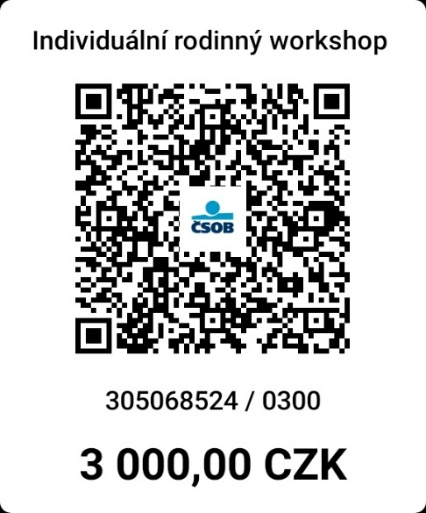 Individuální rodinný workshop
ČSOB
305068524 / 0300
3 000,00 CZK